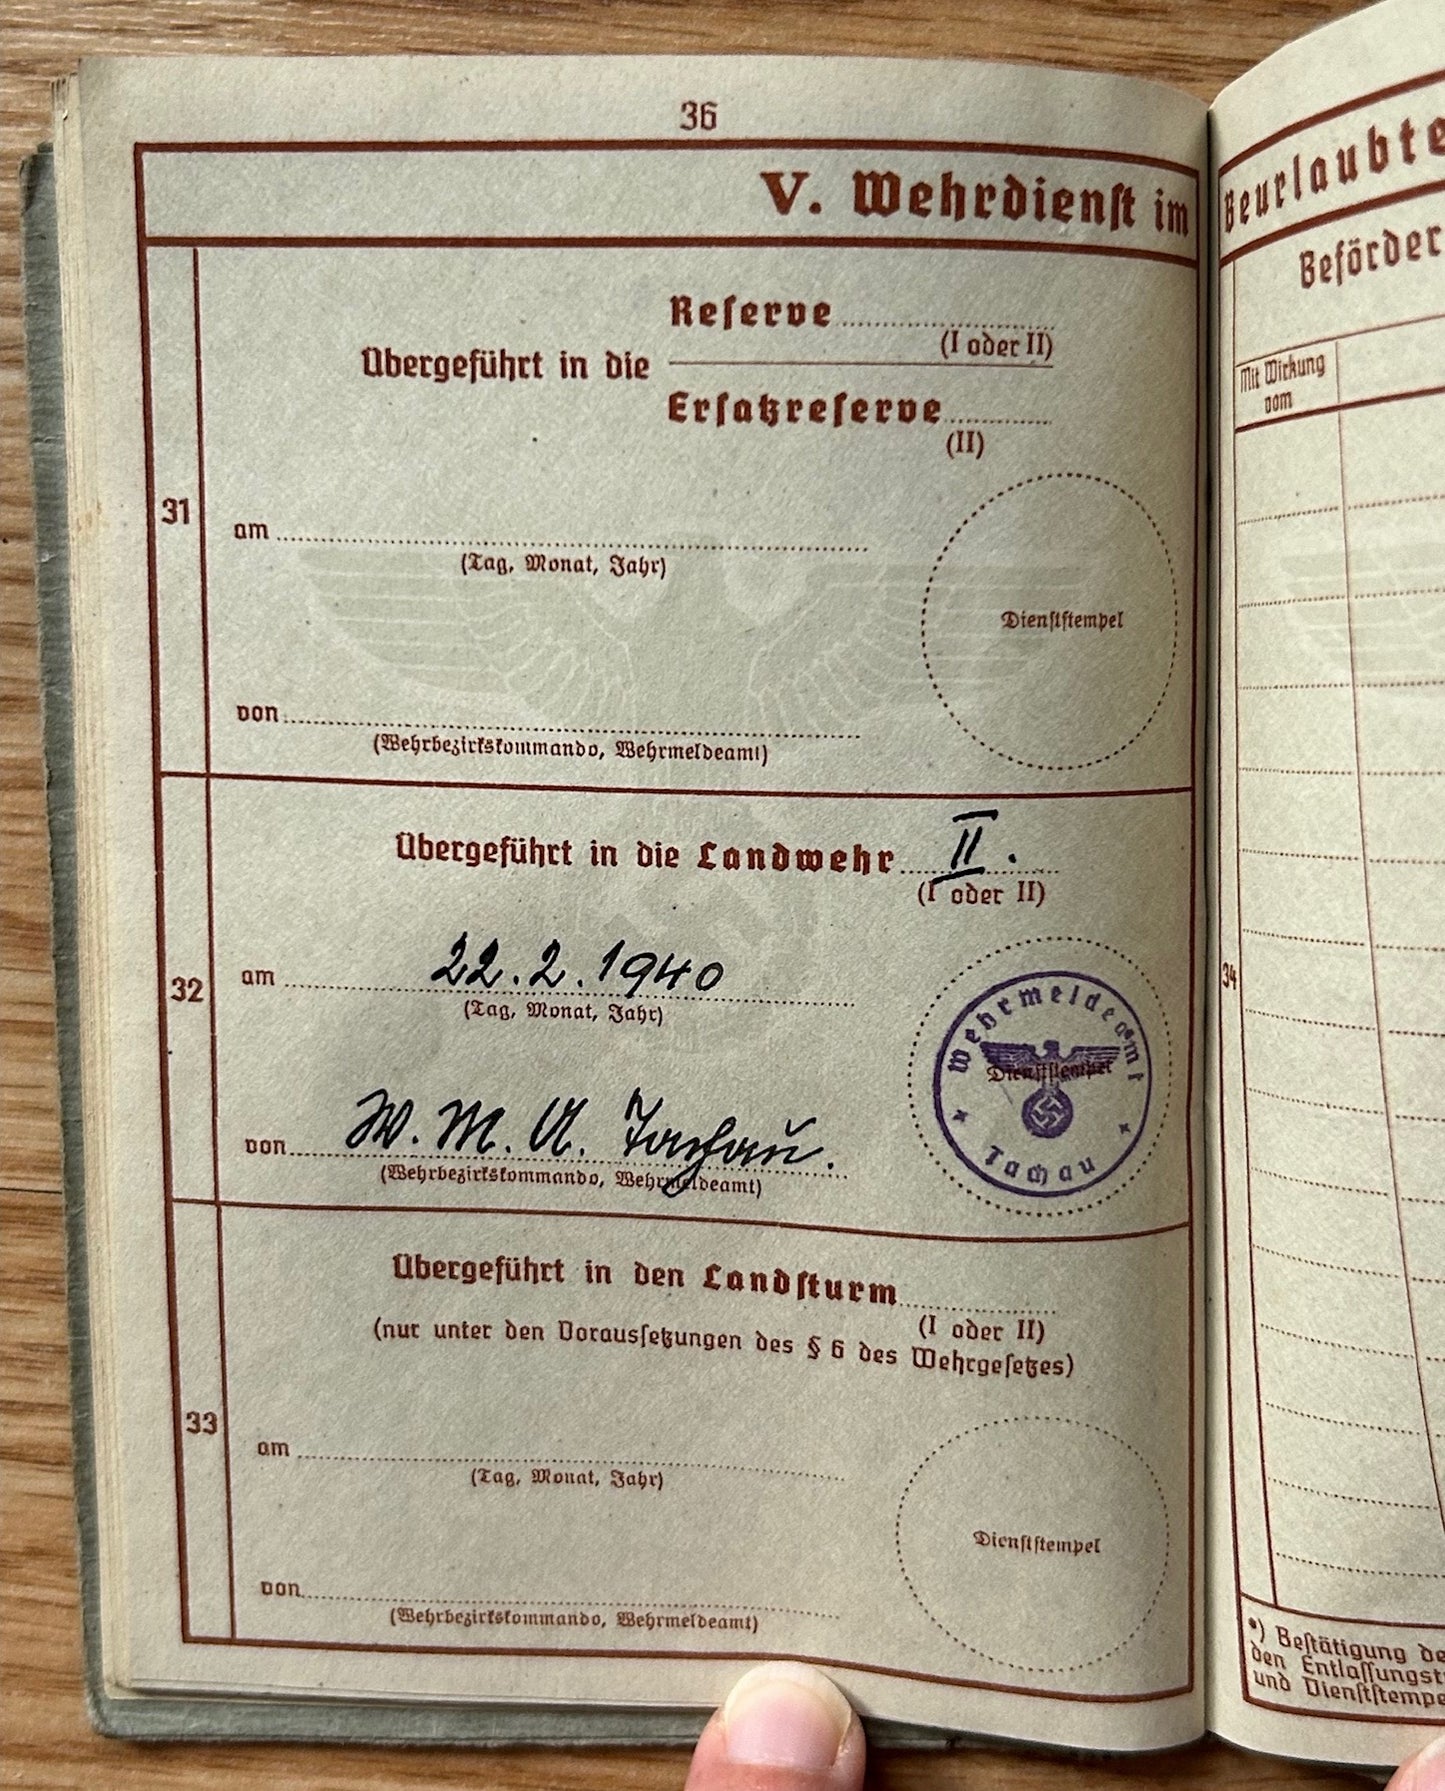 36
V. Wehrdienst im
Übergeführt in die
Reserve
(I oder II)
Ersatzreserve
(II)
31
am
(Tag, Monat, Jahr)
Dienststempel
von
(Wehrbezirkskommando, Wehrmeldeamt)
Übergeführt in die Landwehr II.
(I oder II)
32
am 22.2.1940
(Tag, Monat, Jahr)
Wehrmeldeamt
Dienststempel
Tachau
von W. M. A. Tachau.
(Wehrbezirkskommando, Wehrmeldeamt)
Übergeführt in den Landsturm
(I oder II)
(nur unter den Voraussetzungen des § 6 des Wehrgesetzes)
33
am
(Tag, Monat, Jahr)
Dienststempel
von
(Wehrbezirkskommando, Wehrmeldeamt)
Beurlaubte
Beförder
Mit Wirkung
vom
34
*) Bestätigung de
den Entlassungst
und Dienststempe